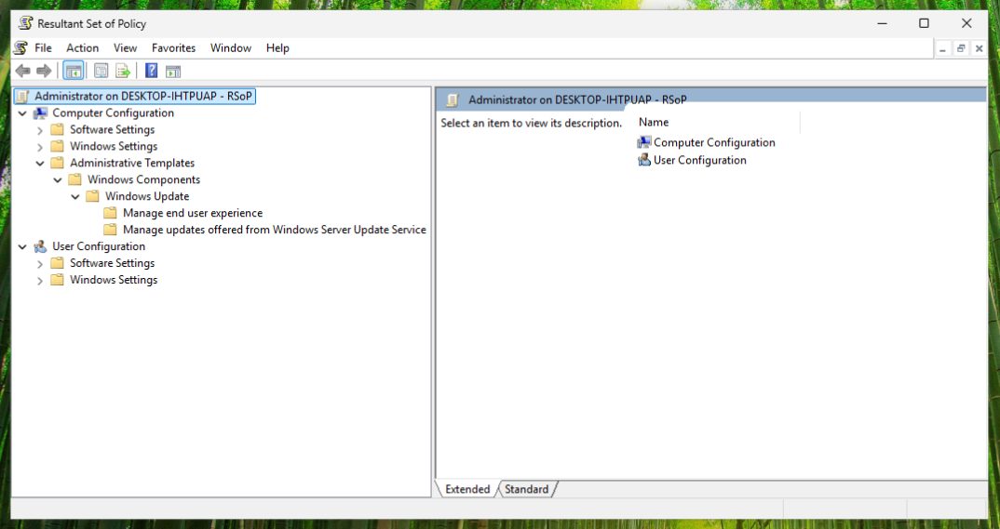 Resultant Set of Policy
File Action View Favorites Window Help
Administrator on DESKTOP-IHTPUAP - RSoP
Computer Configuration
Software Settings
Windows Settings
Administrative Templates
Windows Components
Windows Update
Manage end user experience
Manage updates offered from Windows Server Update Service
User Configuration
Software Settings
Windows Settings
Administrator on DESKTOP-IHTPUAP - RSoP
Select an item to view its description.
Name
Computer Configuration
User Configuration
Extended Standard